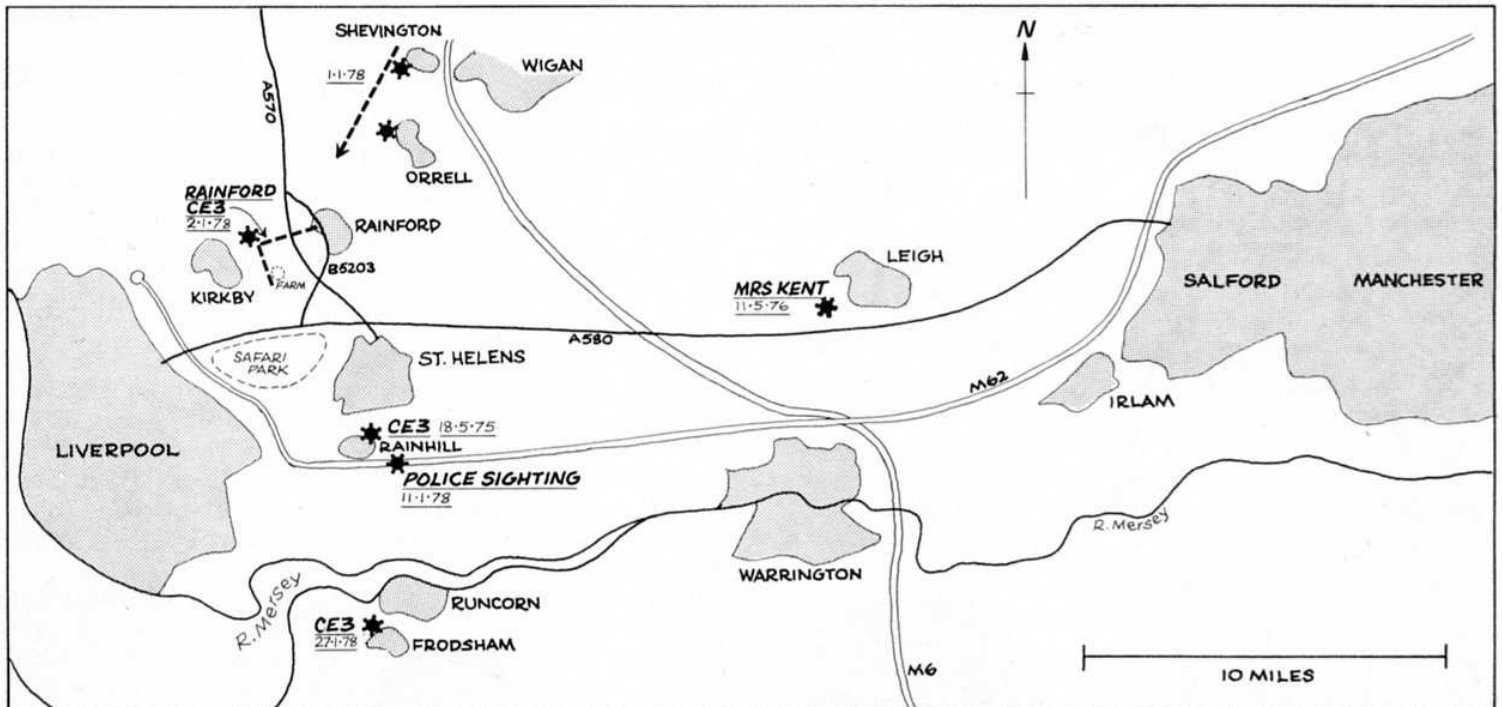 SHEVINGTON
1·1·78
WIGAN
N
A570
ORRELL
RAINFORD
CE3
2·1·78
RAINFORD
B5203
FARM
KIRKBY
LEIGH
MRS KENT
11·5·76
SALFORD
MANCHESTER
A580
SAFARI
PARK
ST. HELENS
M62
IRLAM
CE3 18·5·75
RAINHILL
LIVERPOOL
POLICE SIGHTING
11·1·78
R. Mersey
WARRINGTON
R. Mersey
RUNCORN
CE3
27·1·78
FRODSHAM
M6
10 MILES